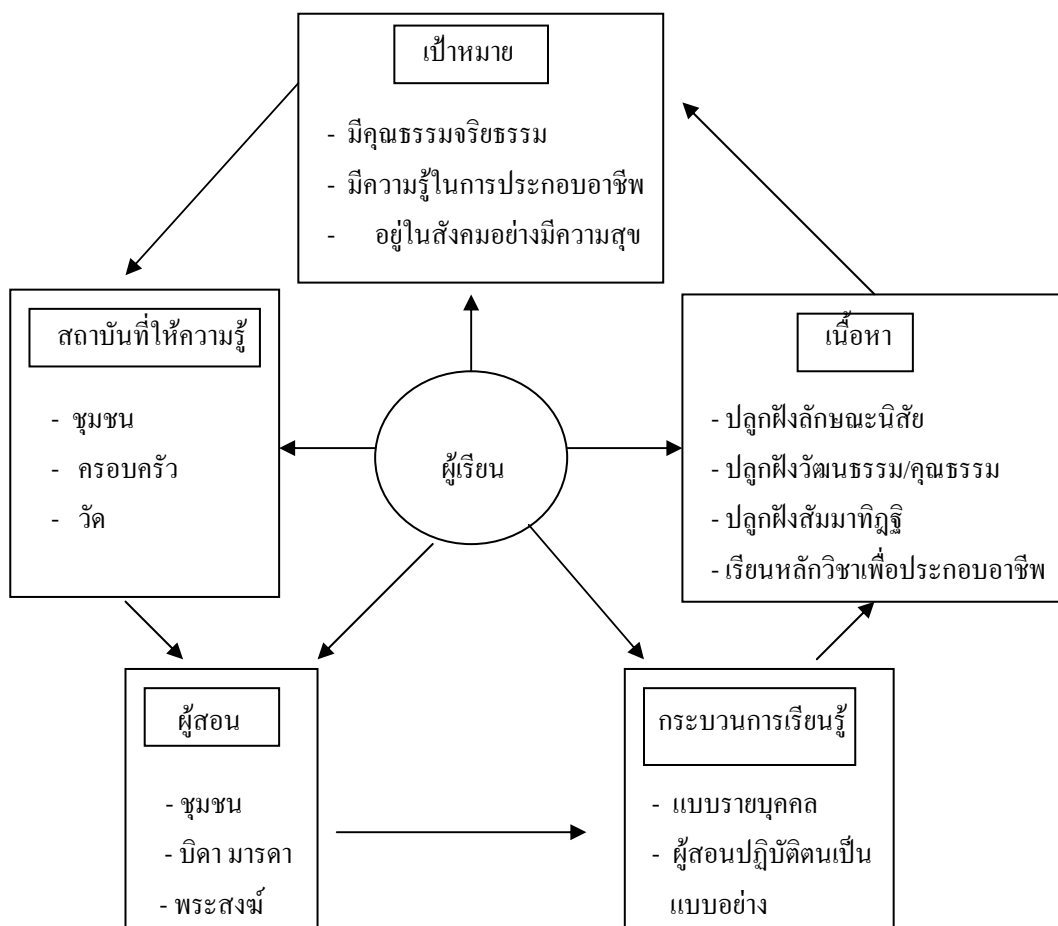 เป้าหมาย
- มีคุณธรรมจริยธรรม
- มีความรู้ในการประกอบอาชีพ
- อยู่ในสังคมอย่างมีความสุข
สถาบันที่ให้ความรู้
- ชุมชน
- ครอบครัว
- วัด
ผู้เรียน
เนื้อหา
- ปลูกฝังลักษณะนิสัย
- ปลูกฝังวัฒนธรรม/คุณธรรม
- ปลูกฝังสัมมาทิฎฐิ
- เรียนหลักวิชาเพื่อประกอบอาชีพ
ผู้สอน
- ชุมชน
- บิดา มารดา
- พระสงฆ์
กระบวนการเรียนรู้
- แบบรายบุคคล
- ผู้สอนปฏิบัติตนเป็น
แบบอย่าง